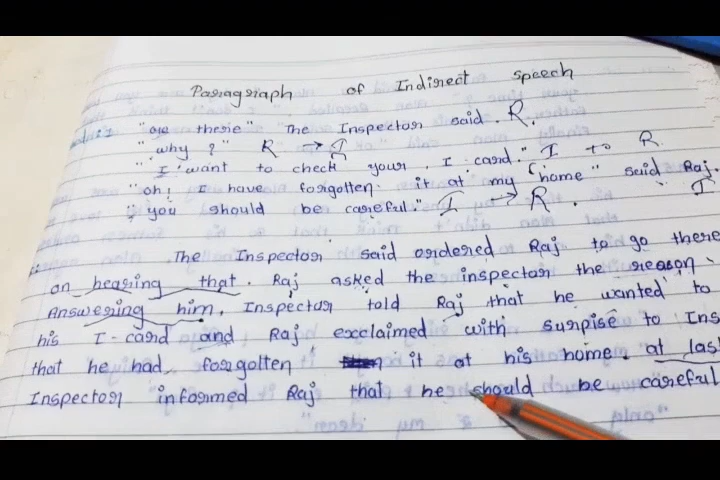 Paragraph of Indirect speech
"Go there" The Inspector said. R.
"why?" R → I
"I want to check your I card." I to R
"oh! I have forgotten it at my home" said Raj.
"you should be careful." I → R. I
The Inspector said ordered Raj to go there
on hearing that. Raj asked the inspector the reason
Answering him, Inspector told Raj that he wanted to
his I-card and Raj exclaimed with surpise to Ins
that he had forgotten it at his home. at las
Inspector informed Raj that he should be careful